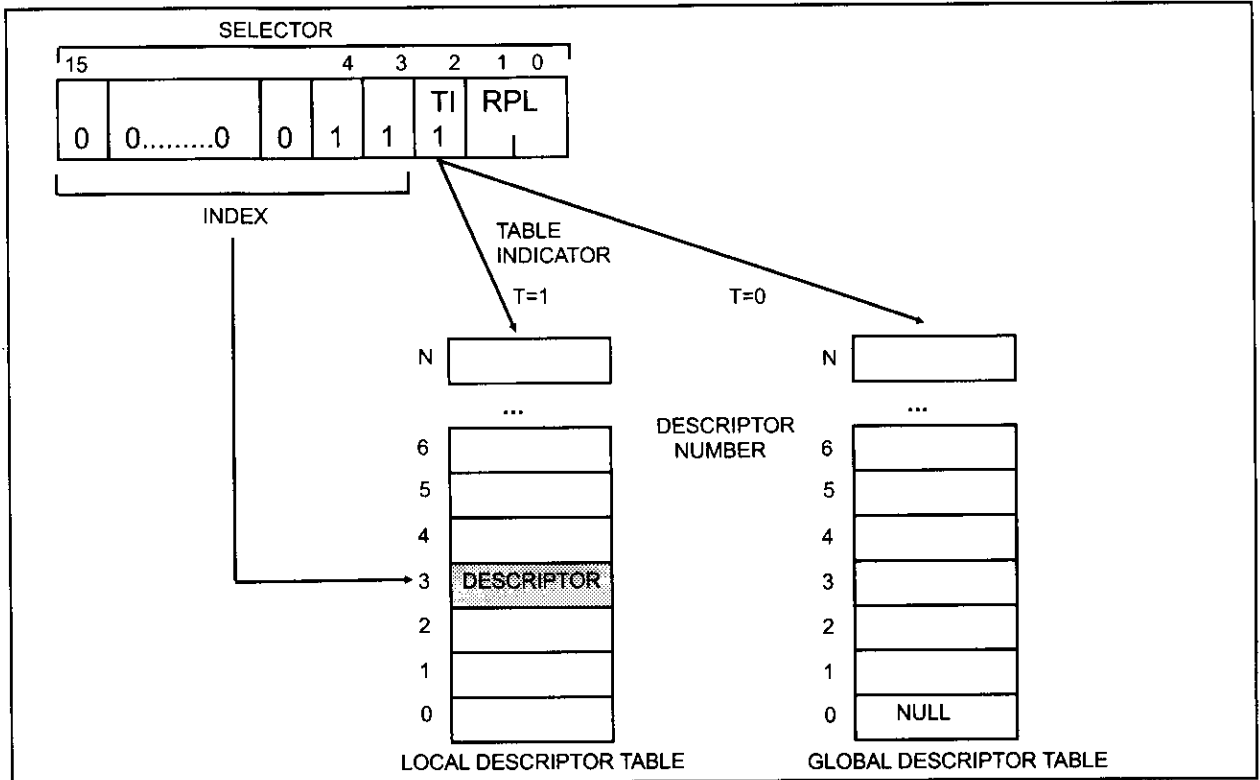 SELECTOR
15 4 3 2 1 0
TI RPL
0 0.........0 0 1 1 1
INDEX
TABLE
INDICATOR
T=1 T=0
N N
... ...
DESCRIPTOR
NUMBER
6 6
5 5
4 4
3 DESCRIPTOR 3
2 2
1 1
0 0 NULL
LOCAL DESCRIPTOR TABLE GLOBAL DESCRIPTOR TABLE